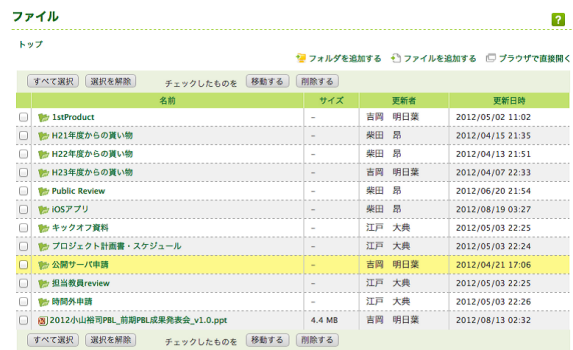 ファイル
?
トップ
フォルダを追加する ファイルを追加する ブラウザで直接開く
すべて選択 選択を解除 チェックしたものを 移動する 削除する
名前 サイズ 更新者 更新日時
1stProduct – 吉岡 明日葉 2012/05/02 11:02
H21年度からの貰い物 – 柴田 昂 2012/04/15 21:35
H22年度からの貰い物 – 柴田 昂 2012/04/13 21:51
H23年度からの貰い物 – 吉岡 明日葉 2012/04/07 22:33
Public Review – 柴田 昂 2012/06/20 21:54
iOSアプリ – 柴田 昂 2012/08/19 03:27
キックオフ資料 – 江戸 大典 2012/05/03 22:25
プロジェクト計画書・スケジュール – 江戸 大典 2012/05/03 22:24
公開サーバ申請 – 吉岡 明日葉 2012/04/21 17:06
担当教員review – 江戸 大典 2012/05/03 22:25
時間外申請 – 江戸 大典 2012/05/03 22:26
2012小山裕司PBL_前期PBL成果発表会_v1.0.ppt 4.4 MB 吉岡 明日葉 2012/08/13 02:32
すべて選択 選択を解除 チェックしたものを 移動する 削除する